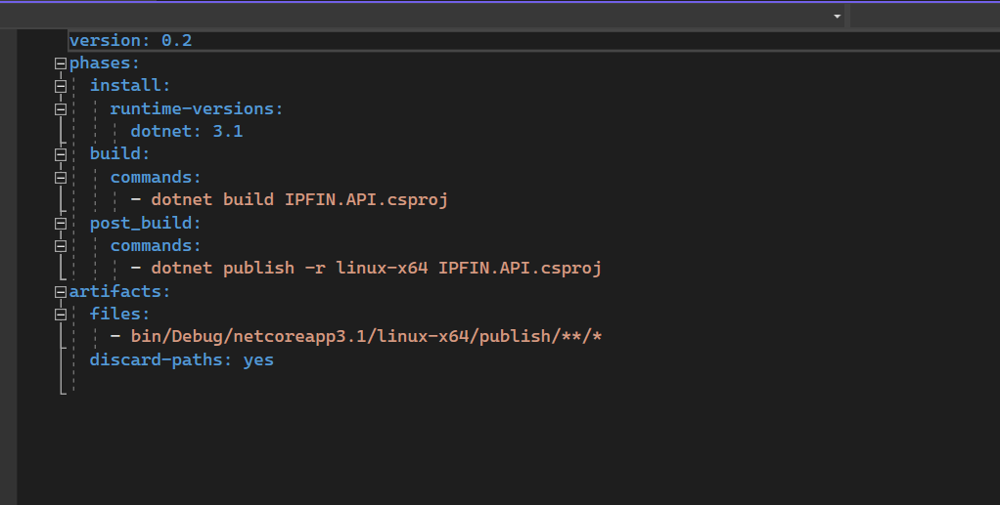 version: 0.2
phases:
install:
runtime-versions:
dotnet: 3.1
build:
commands:
- dotnet build IPFIN.API.csproj
post_build:
commands:
- dotnet publish -r linux-x64 IPFIN.API.csproj
artifacts:
files:
- bin/Debug/netcoreapp3.1/linux-x64/publish/**/*
discard-paths: yes